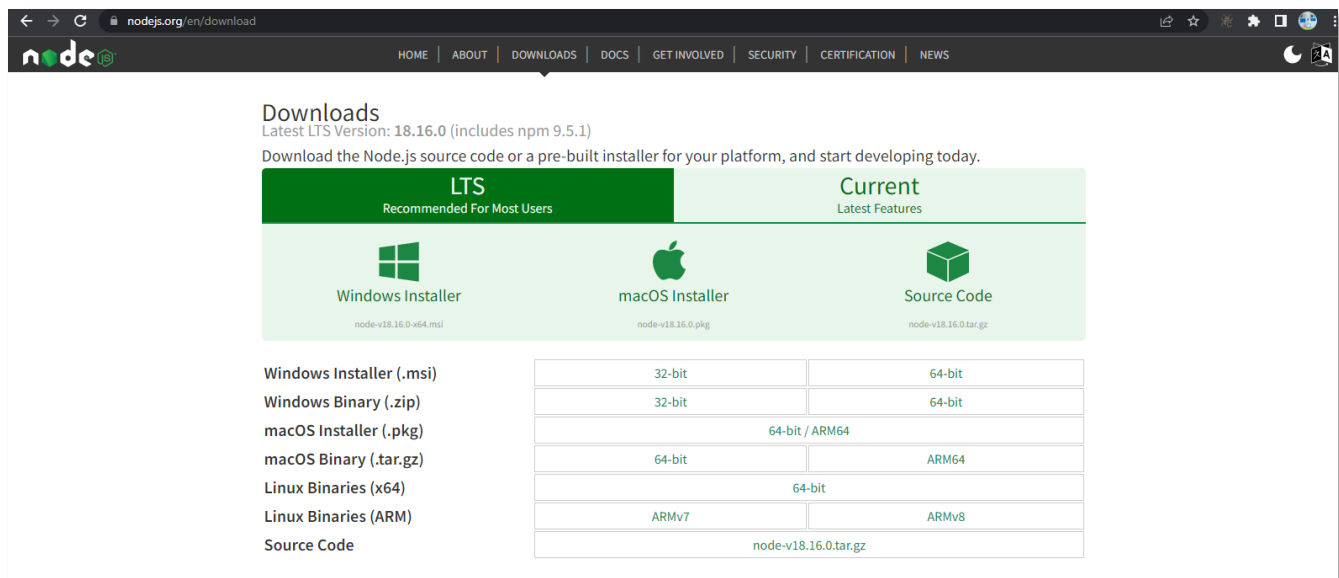 nodejs.org/en/download
node JS
HOME ABOUT DOWNLOADS DOCS GET INVOLVED SECURITY CERTIFICATION NEWS
Downloads
Latest LTS Version: 18.16.0 (includes npm 9.5.1)
Download the Node.js source code or a pre-built installer for your platform, and start developing today.
LTS Current
Recommended For Most Users Latest Features
Windows Installer macOS Installer Source Code
node-v18.16.0-x64.msi node-v18.16.0.pkg node-v18.16.0.tar.gz
Windows Installer (.msi) 32-bit 64-bit
Windows Binary (.zip) 32-bit 64-bit
macOS Installer (.pkg) 64-bit / ARM64
macOS Binary (.tar.gz) 64-bit ARM64
Linux Binaries (x64) 64-bit
Linux Binaries (ARM) ARMv7 ARMv8
Source Code node-v18.16.0.tar.gz